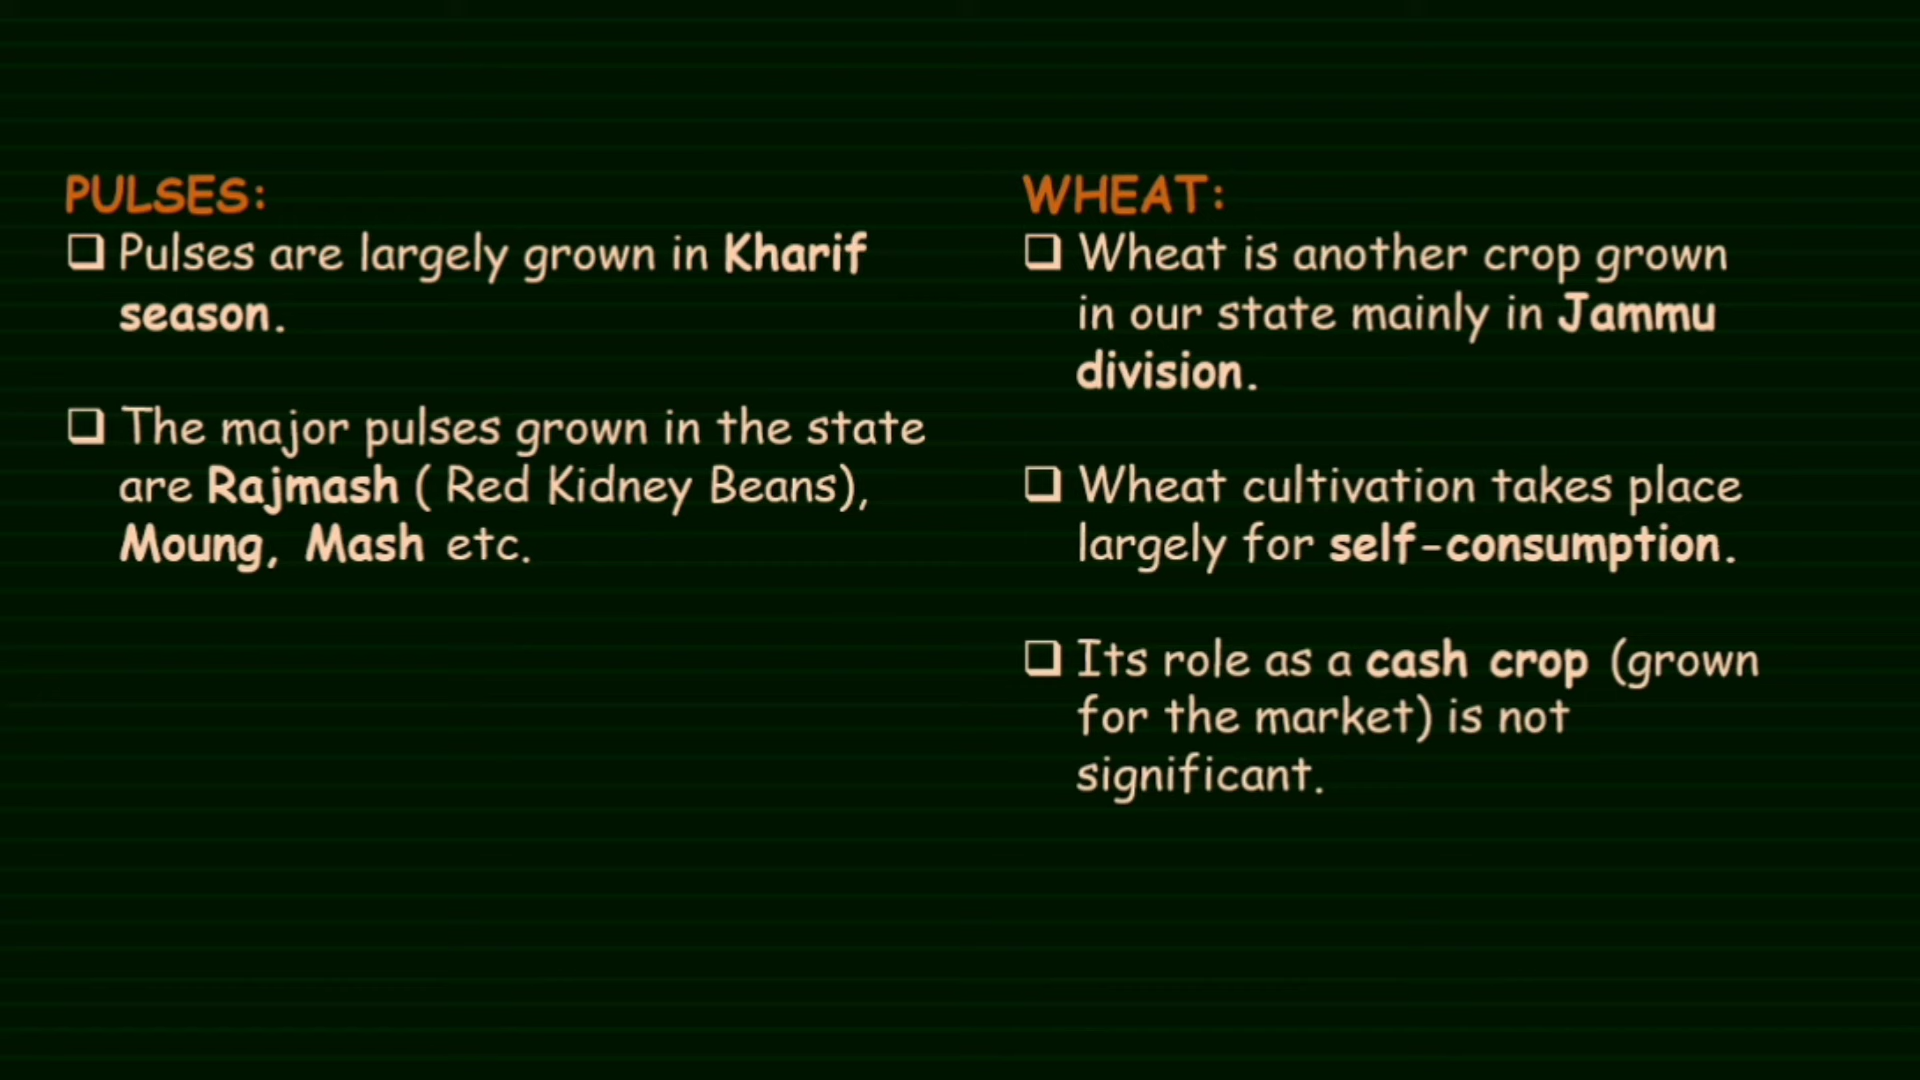 PULSES:
❑ Pulses are largely grown in Kharif
season.
❑ The major pulses grown in the state
are Rajmash ( Red Kidney Beans),
Moung, Mash etc.
WHEAT:
❑ Wheat is another crop grown
in our state mainly in Jammu
division.
❑ Wheat cultivation takes place
largely for self-consumption.
❑ Its role as a cash crop (grown
for the market) is not
significant.